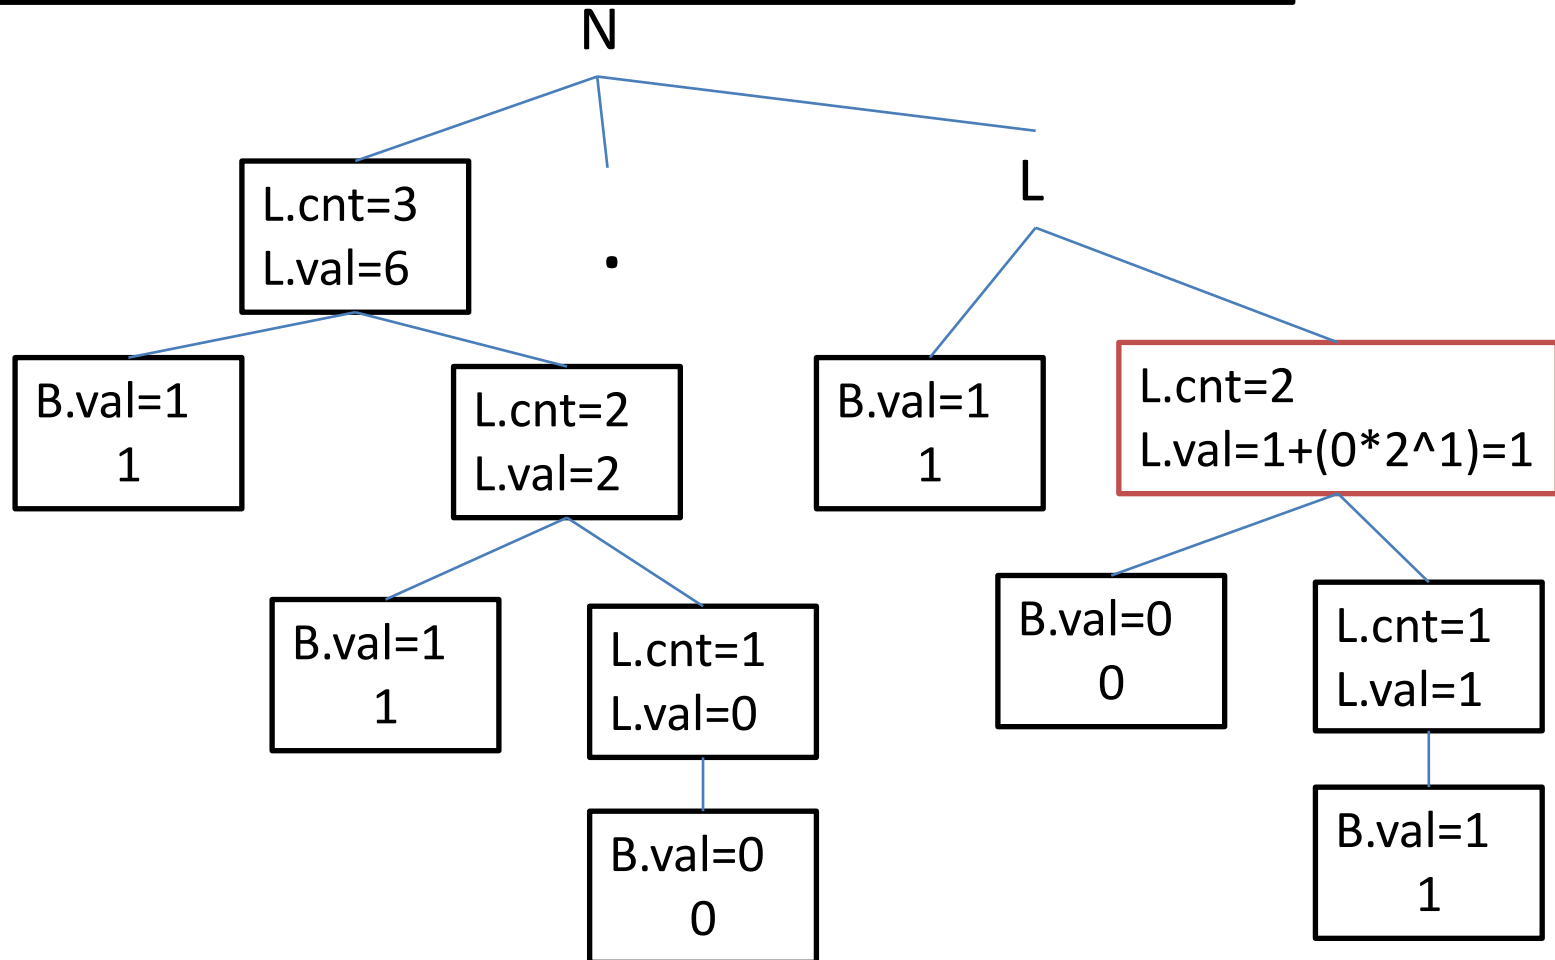 N
L.cnt=3
L.val=6
.
L
B.val=1
1
L.cnt=2
L.val=2
B.val=1
1
L.cnt=2
L.val=1+(0*2^1)=1
B.val=1
1
L.cnt=1
L.val=0
B.val=0
0
L.cnt=1
L.val=1
B.val=0
0
B.val=1
1